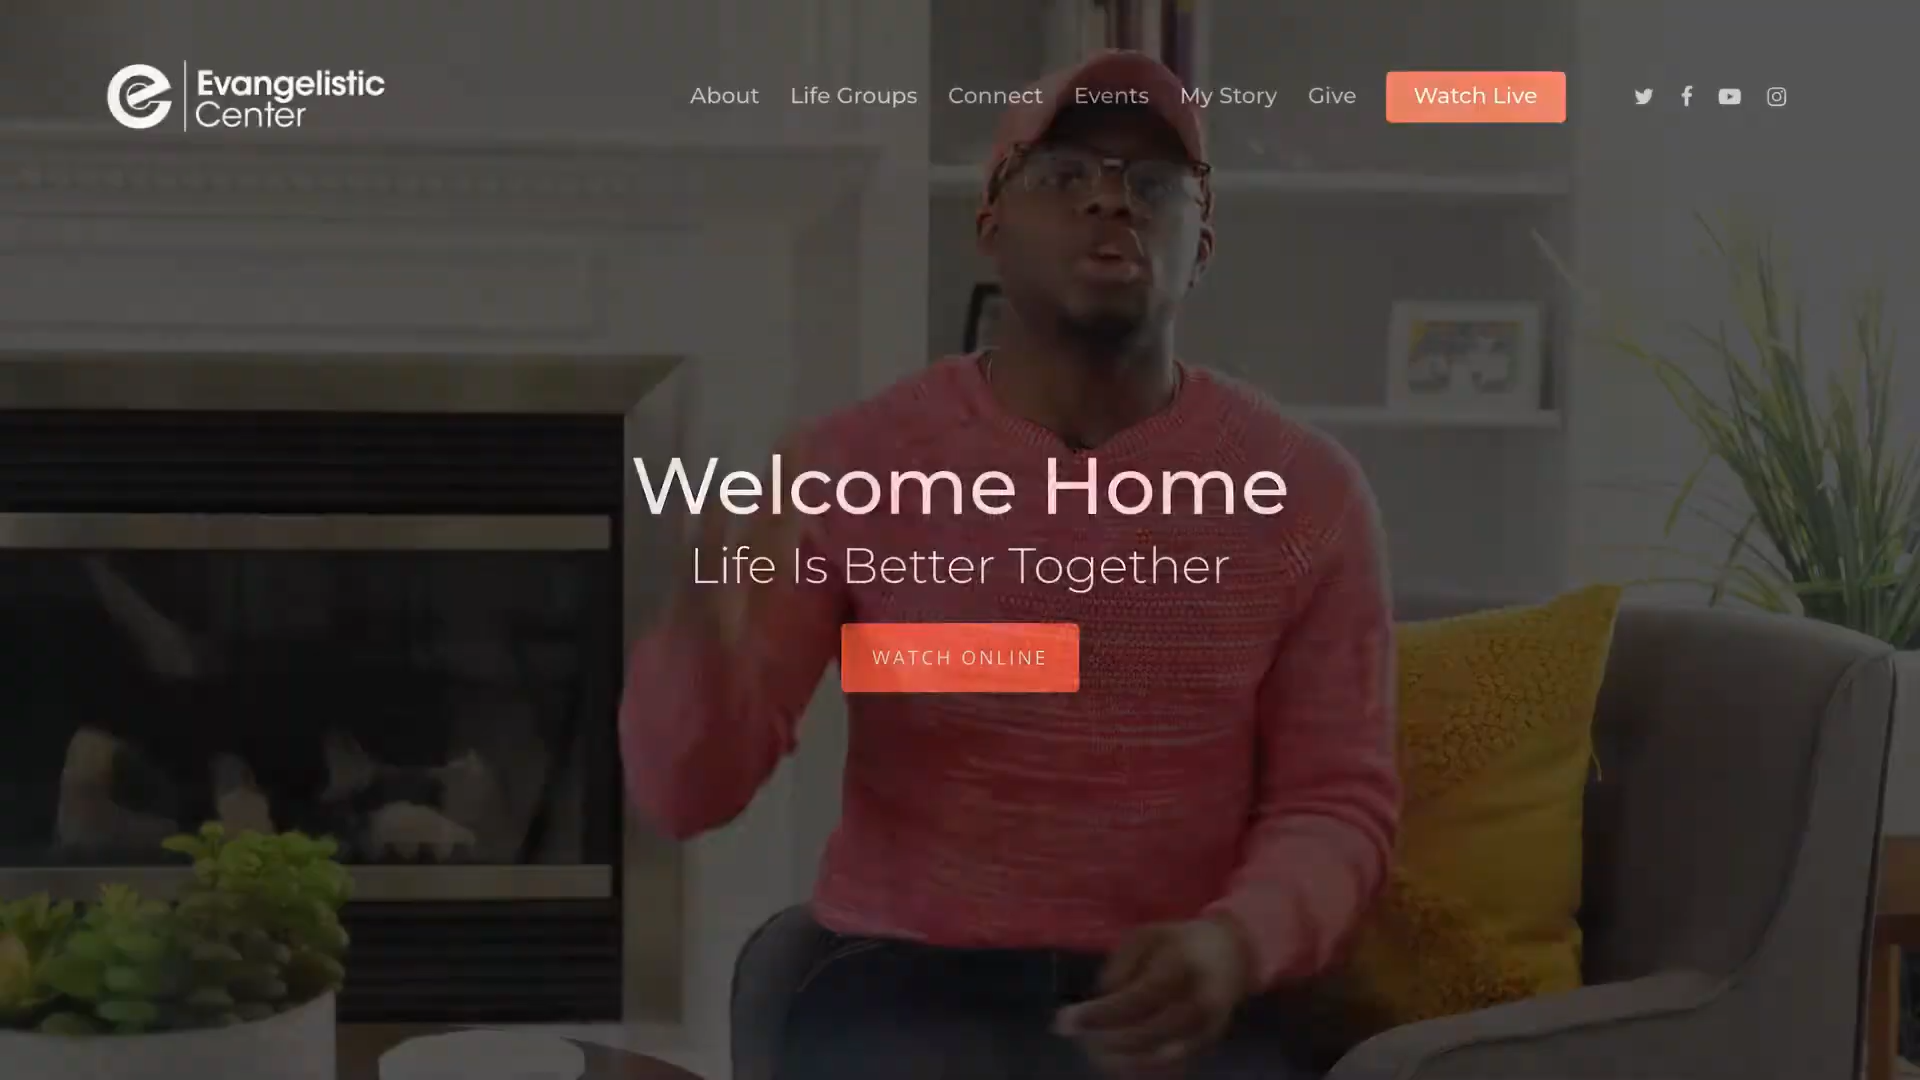 Evangelistic
Center
About Life Groups Connect Events My Story Give Watch Live
Welcome Home
Life Is Better Together
WATCH ONLINE